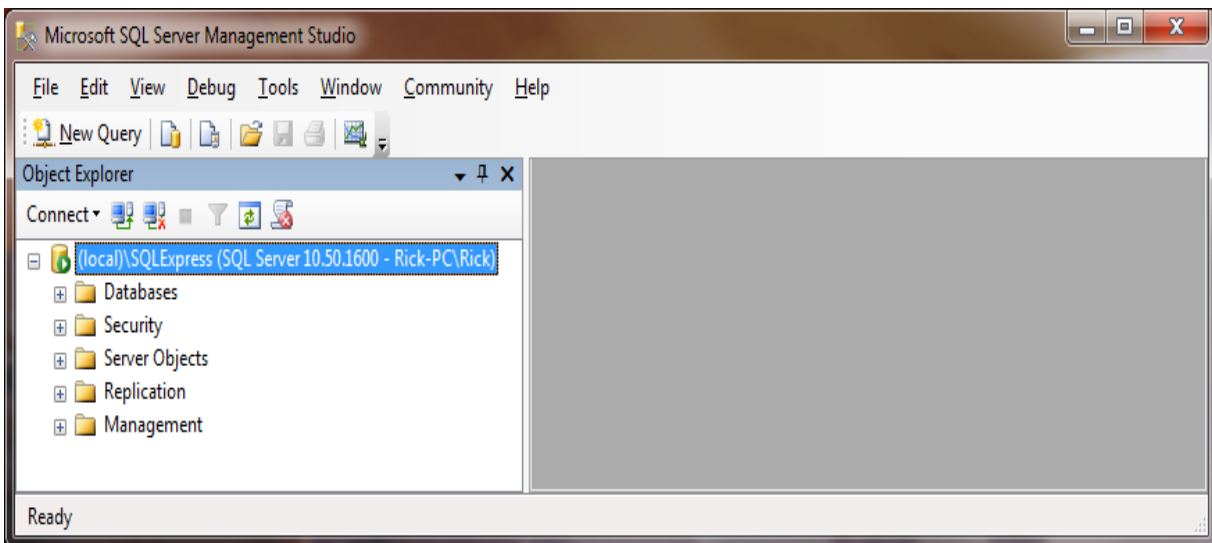 Microsoft SQL Server Management Studio
File Edit View Debug Tools Window Community Help
New Query
Object Explorer
Connect
(local)\SQLExpress (SQL Server 10.50.1600 - Rick-PC\Rick)
Databases
Security
Server Objects
Replication
Management
Ready